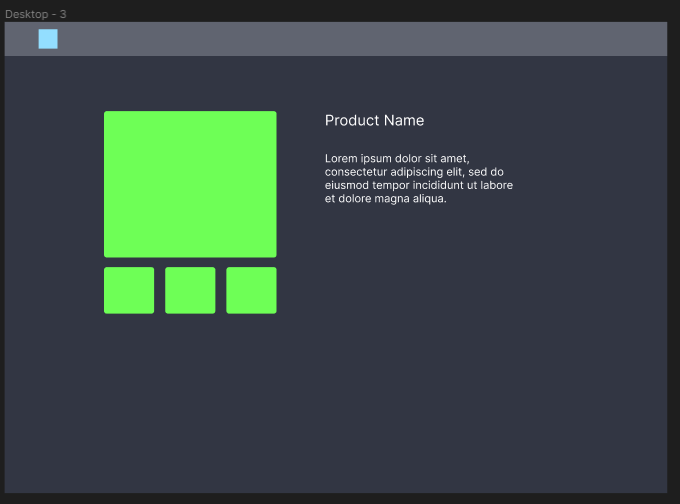 Desktop - 3
Product Name
Lorem ipsum dolor sit amet,
consectetur adipiscing elit, sed do
eiusmod tempor incididunt ut labore
et dolore magna aliqua.